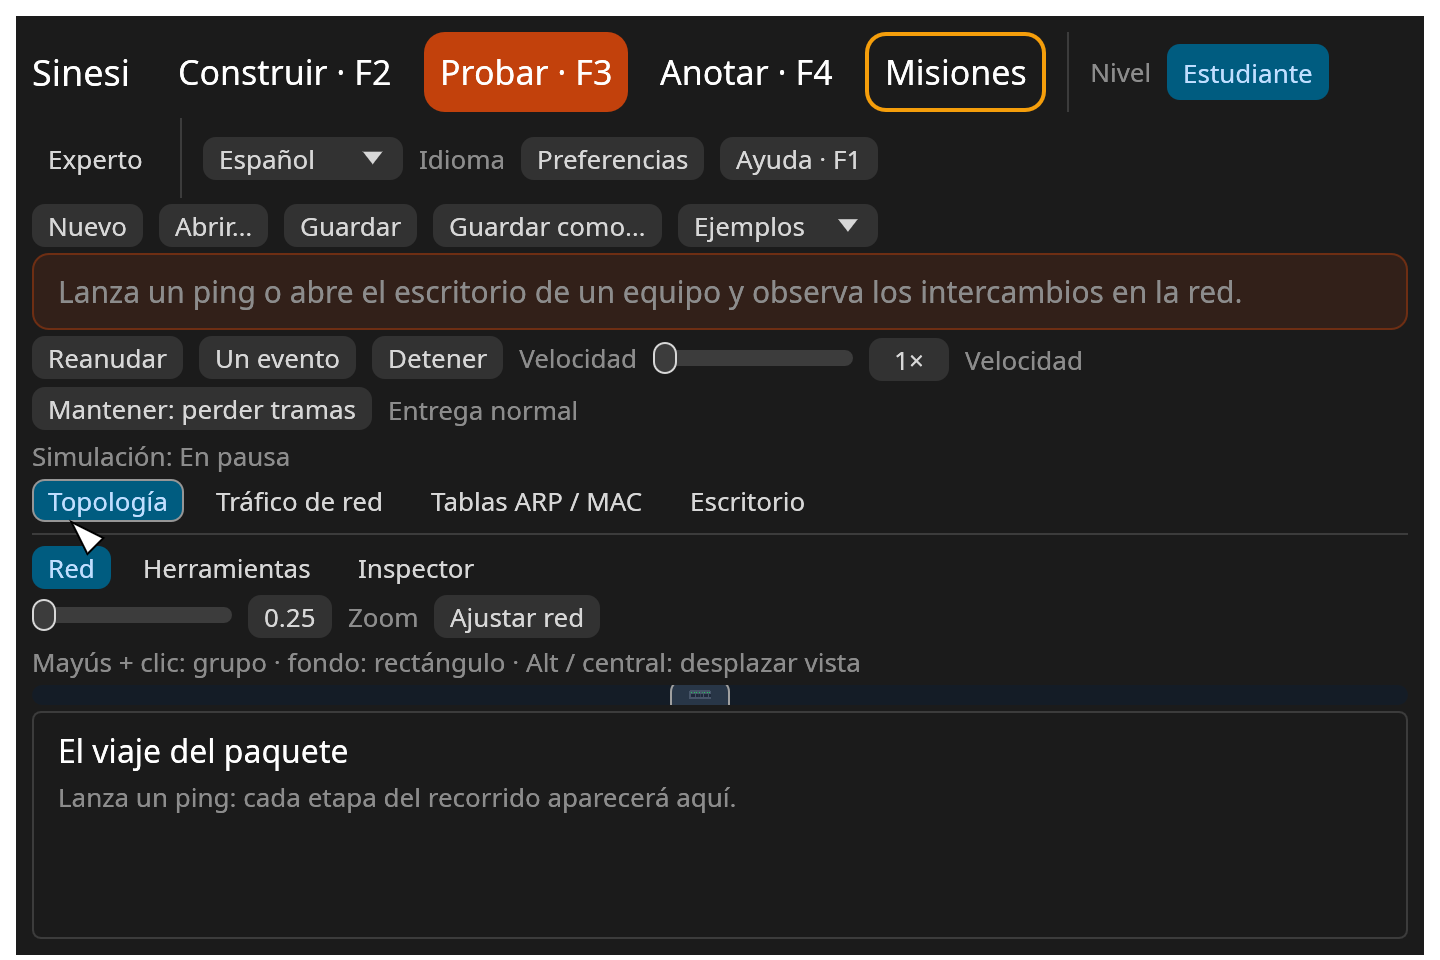 Sinesi Construir · F2 Probar · F3 Anotar · F4 Misiones Nivel Estudiante
Experto Español Idioma Preferencias Ayuda · F1
Nuevo Abrir... Guardar Guardar como... Ejemplos
Lanza un ping o abre el escritorio de un equipo y observa los intercambios en la red.
Reanudar Un evento Detener Velocidad 1× Velocidad
Mantener: perder tramas Entrega normal
Simulación: En pausa
Topología Tráfico de red Tablas ARP / MAC Escritorio
Red Herramientas Inspector
0.25 Zoom Ajustar red
Mayús + clic: grupo · fondo: rectángulo · Alt / central: desplazar vista
El viaje del paquete
Lanza un ping: cada etapa del recorrido aparecerá aquí.